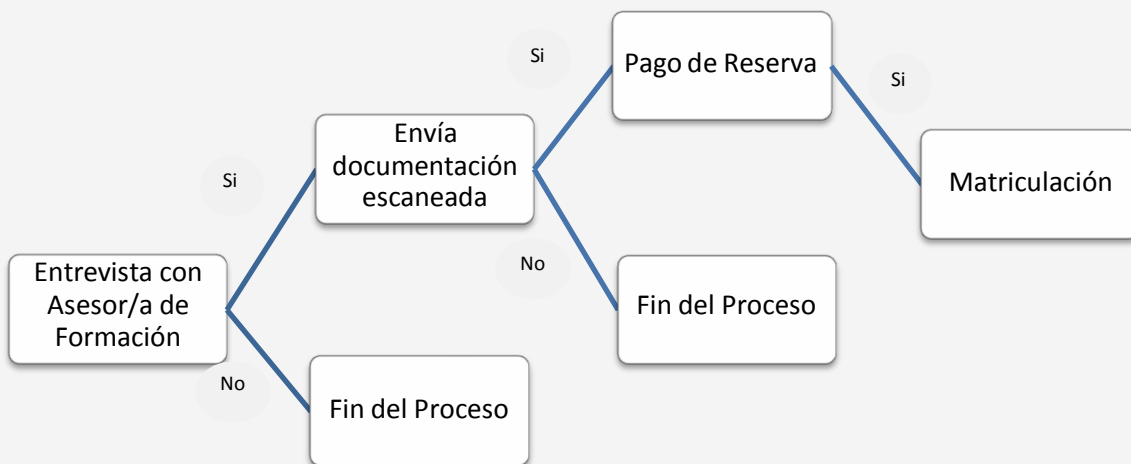 Entrevista con
Asesor/a de
Formación
Si
Envía
documentación
escaneada
Si
Pago de Reserva
Si
Matriculación
No
Fin del Proceso
No
Fin del Proceso